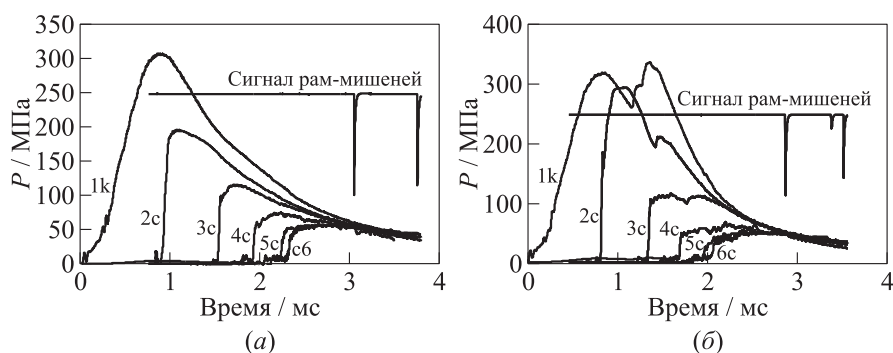 350
300
250
200
150
100
50
0
P / МПа
Сигнал рам-мишеней
1k
2c
3c
4c
5c
c6
0 1 2 3 4
Время / мс
(а)
400
300
200
100
0
P / МПа
Сигнал рам-мишеней
1k
2c
3c
4c
5c
6c
0 1 2 3 4
Время / мс
(б)